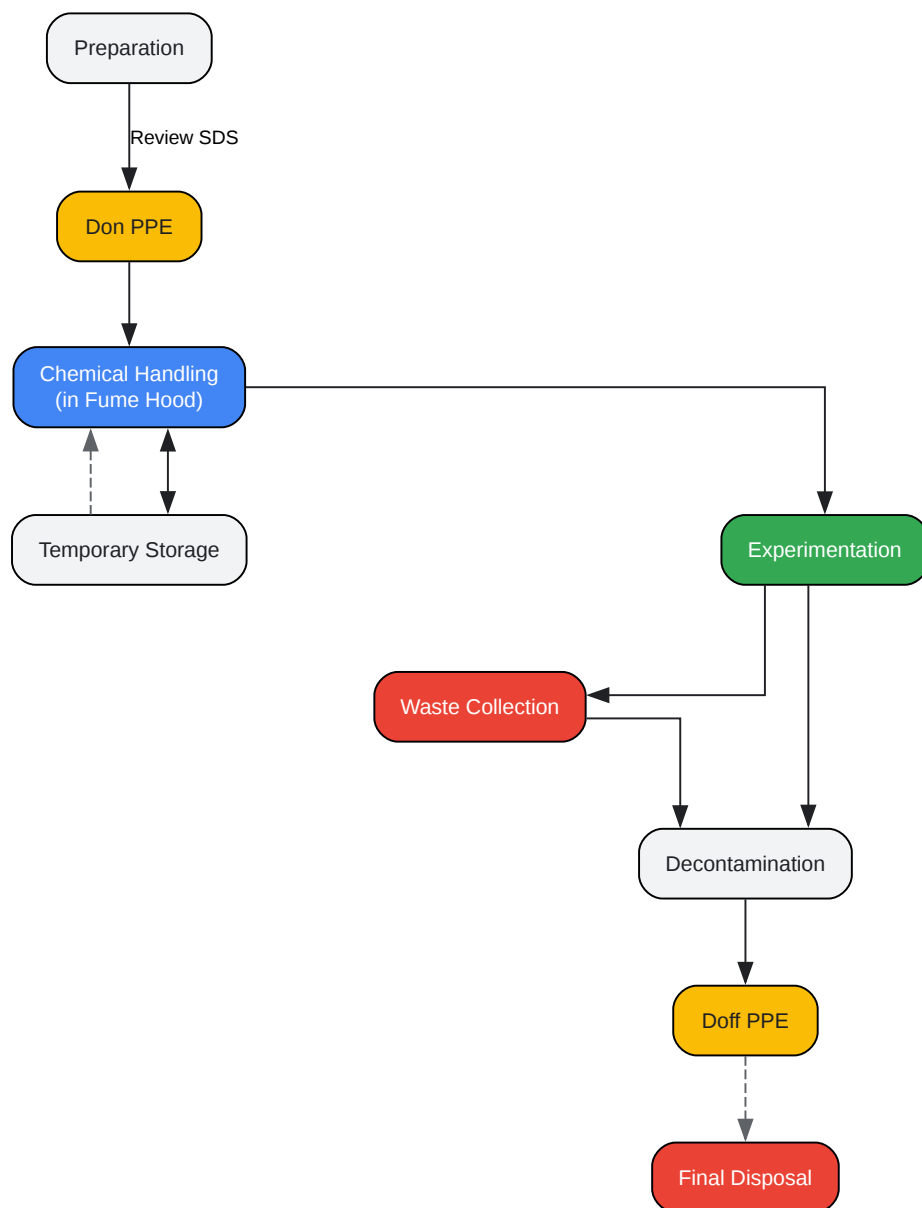 Preparation
Review SDS
Don PPE
Chemical Handling
(in Fume Hood)
Temporary Storage
Experimentation
Waste Collection
Decontamination
Doff PPE
Final Disposal